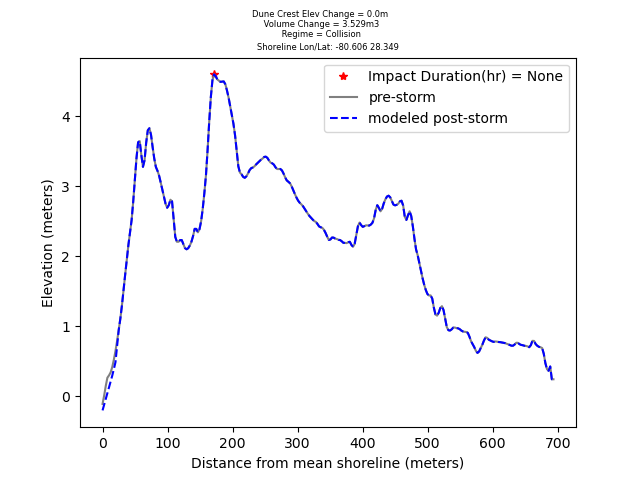 Dune Crest Elev Change = 0.0m
Volume Change = 3.529m3
Regime = Collision
Shoreline Lon/Lat: -80.606 28.349
Impact Duration(hr) = None
pre-storm
modeled post-storm
Elevation (meters)
4
3
2
1
0
0 100 200 300 400 500 600 700
Distance from mean shoreline (meters)